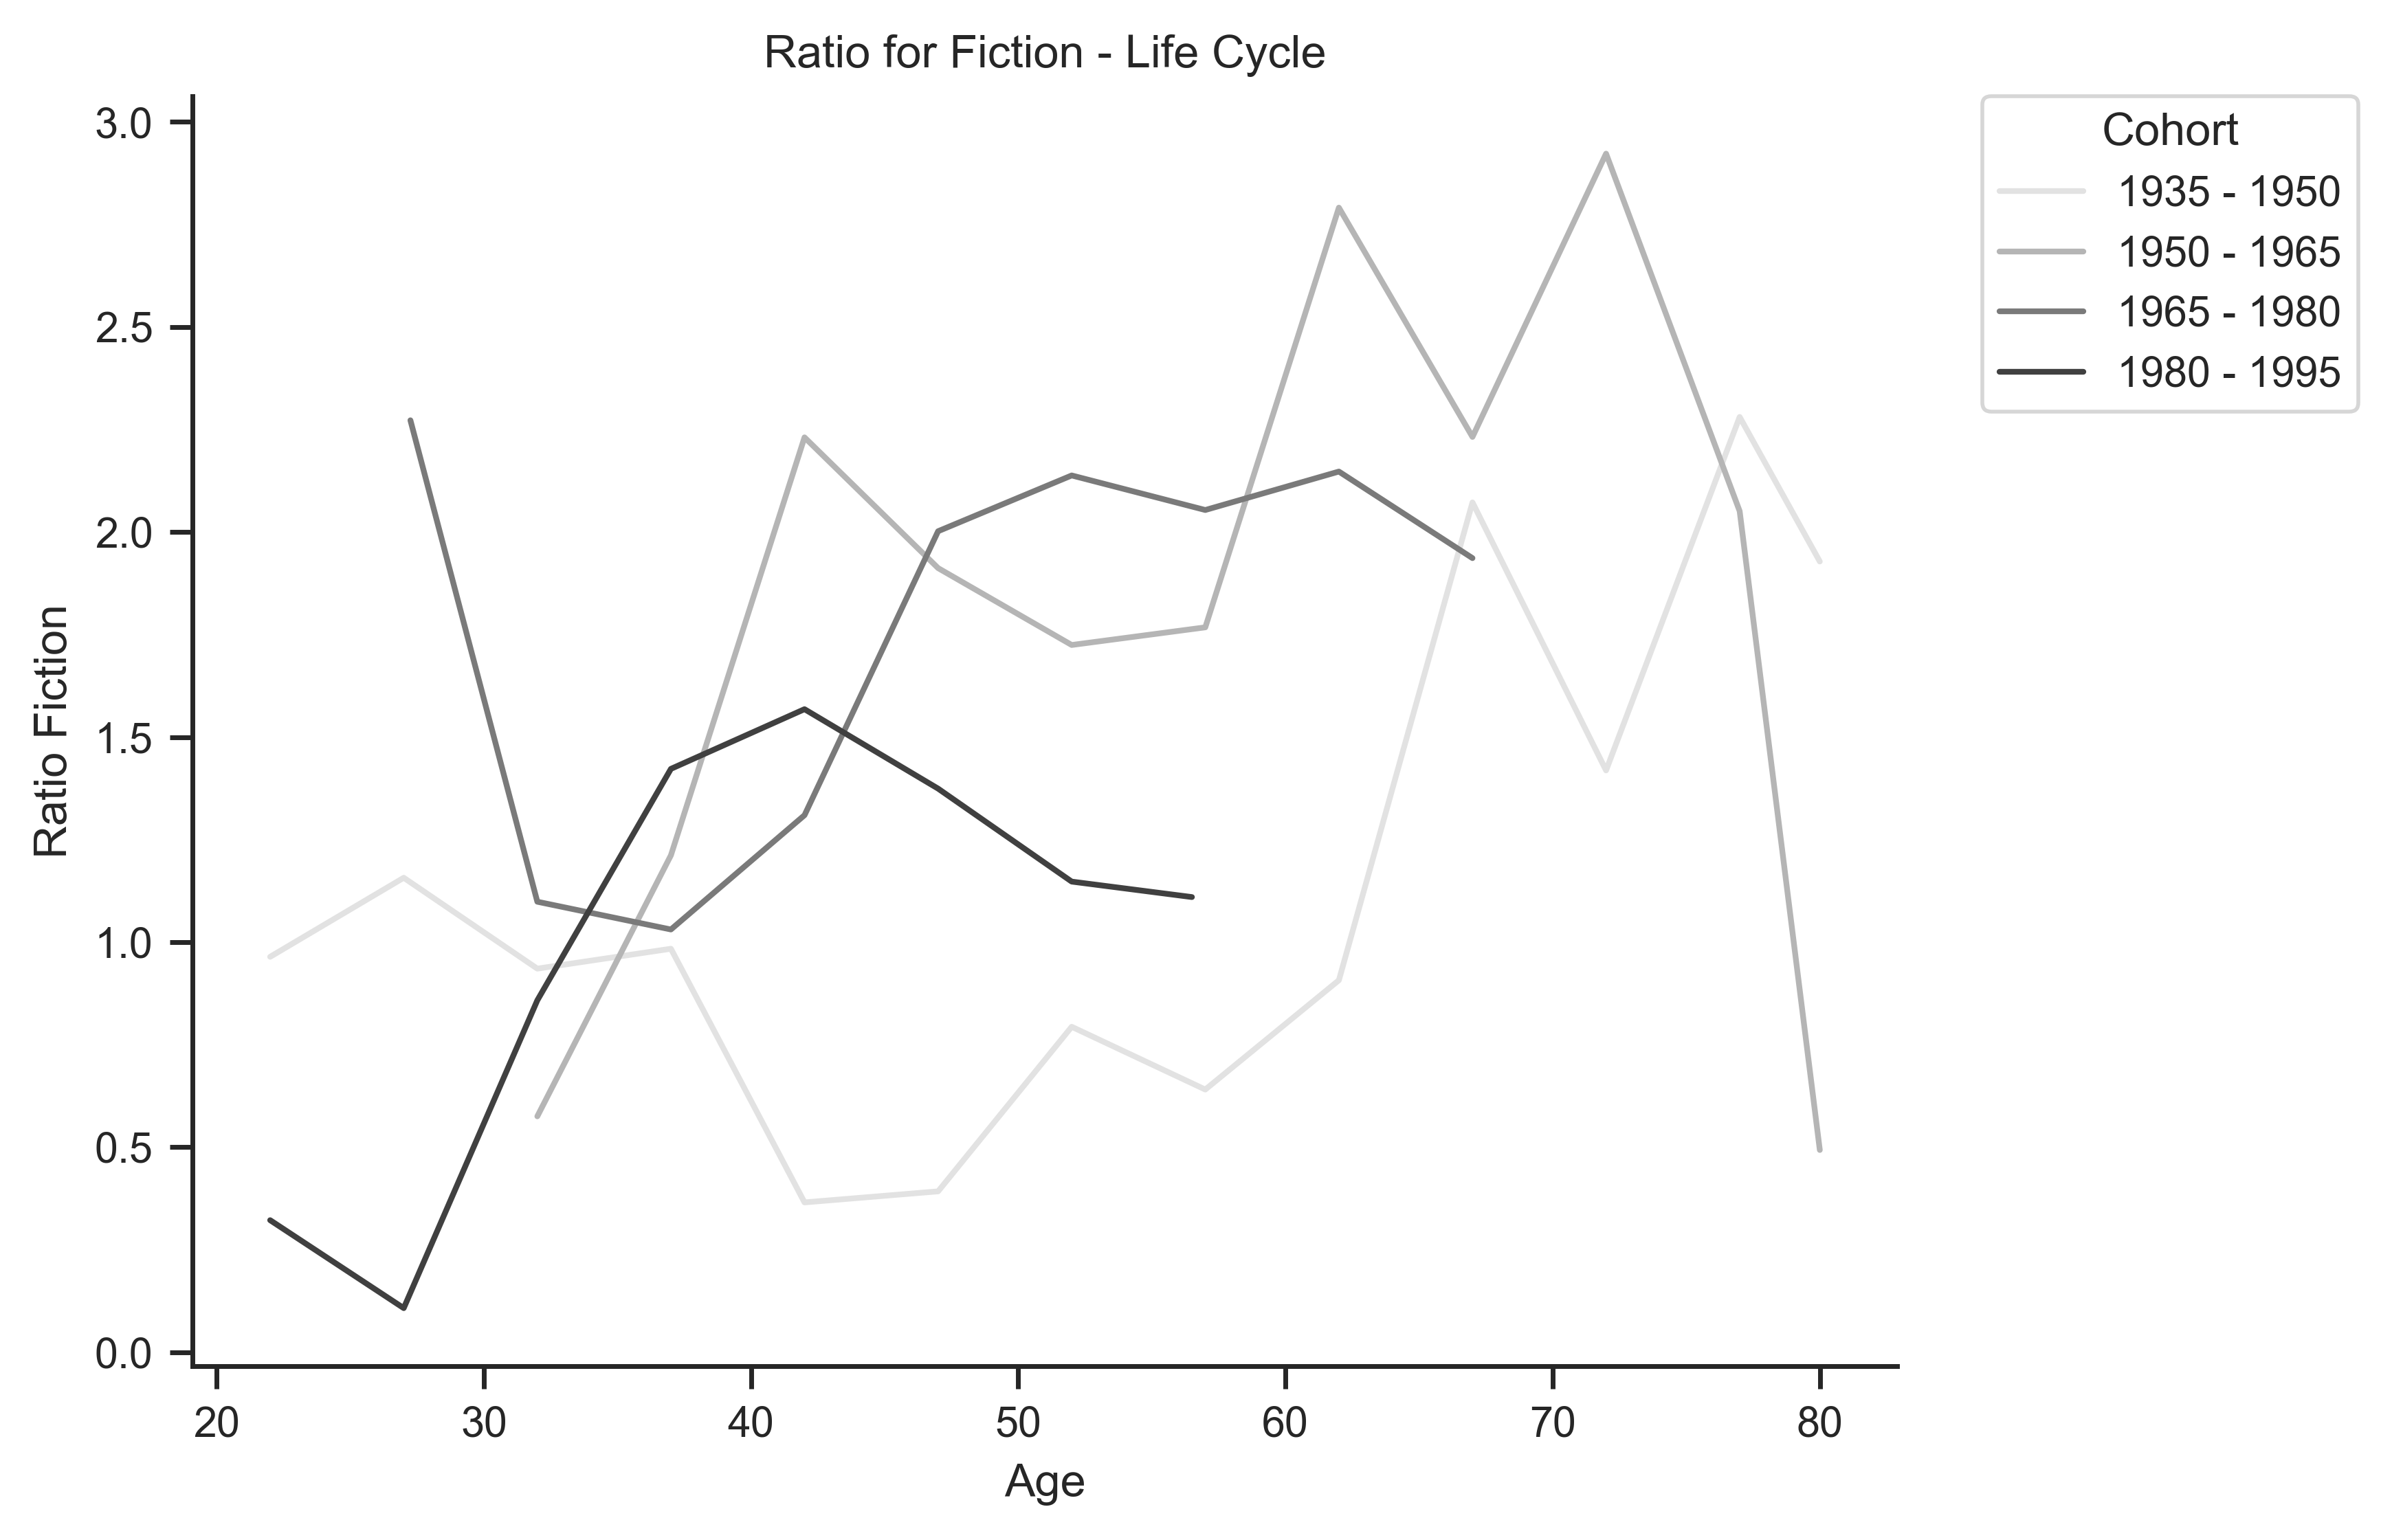 Ratio for Fiction - Life Cycle
Cohort
1935 - 1950
1950 - 1965
1965 - 1980
1980 - 1995
Ratio Fiction
3.0
2.5
2.0
1.5
1.0
0.5
0.0
20 30 40 50 60 70 80
Age